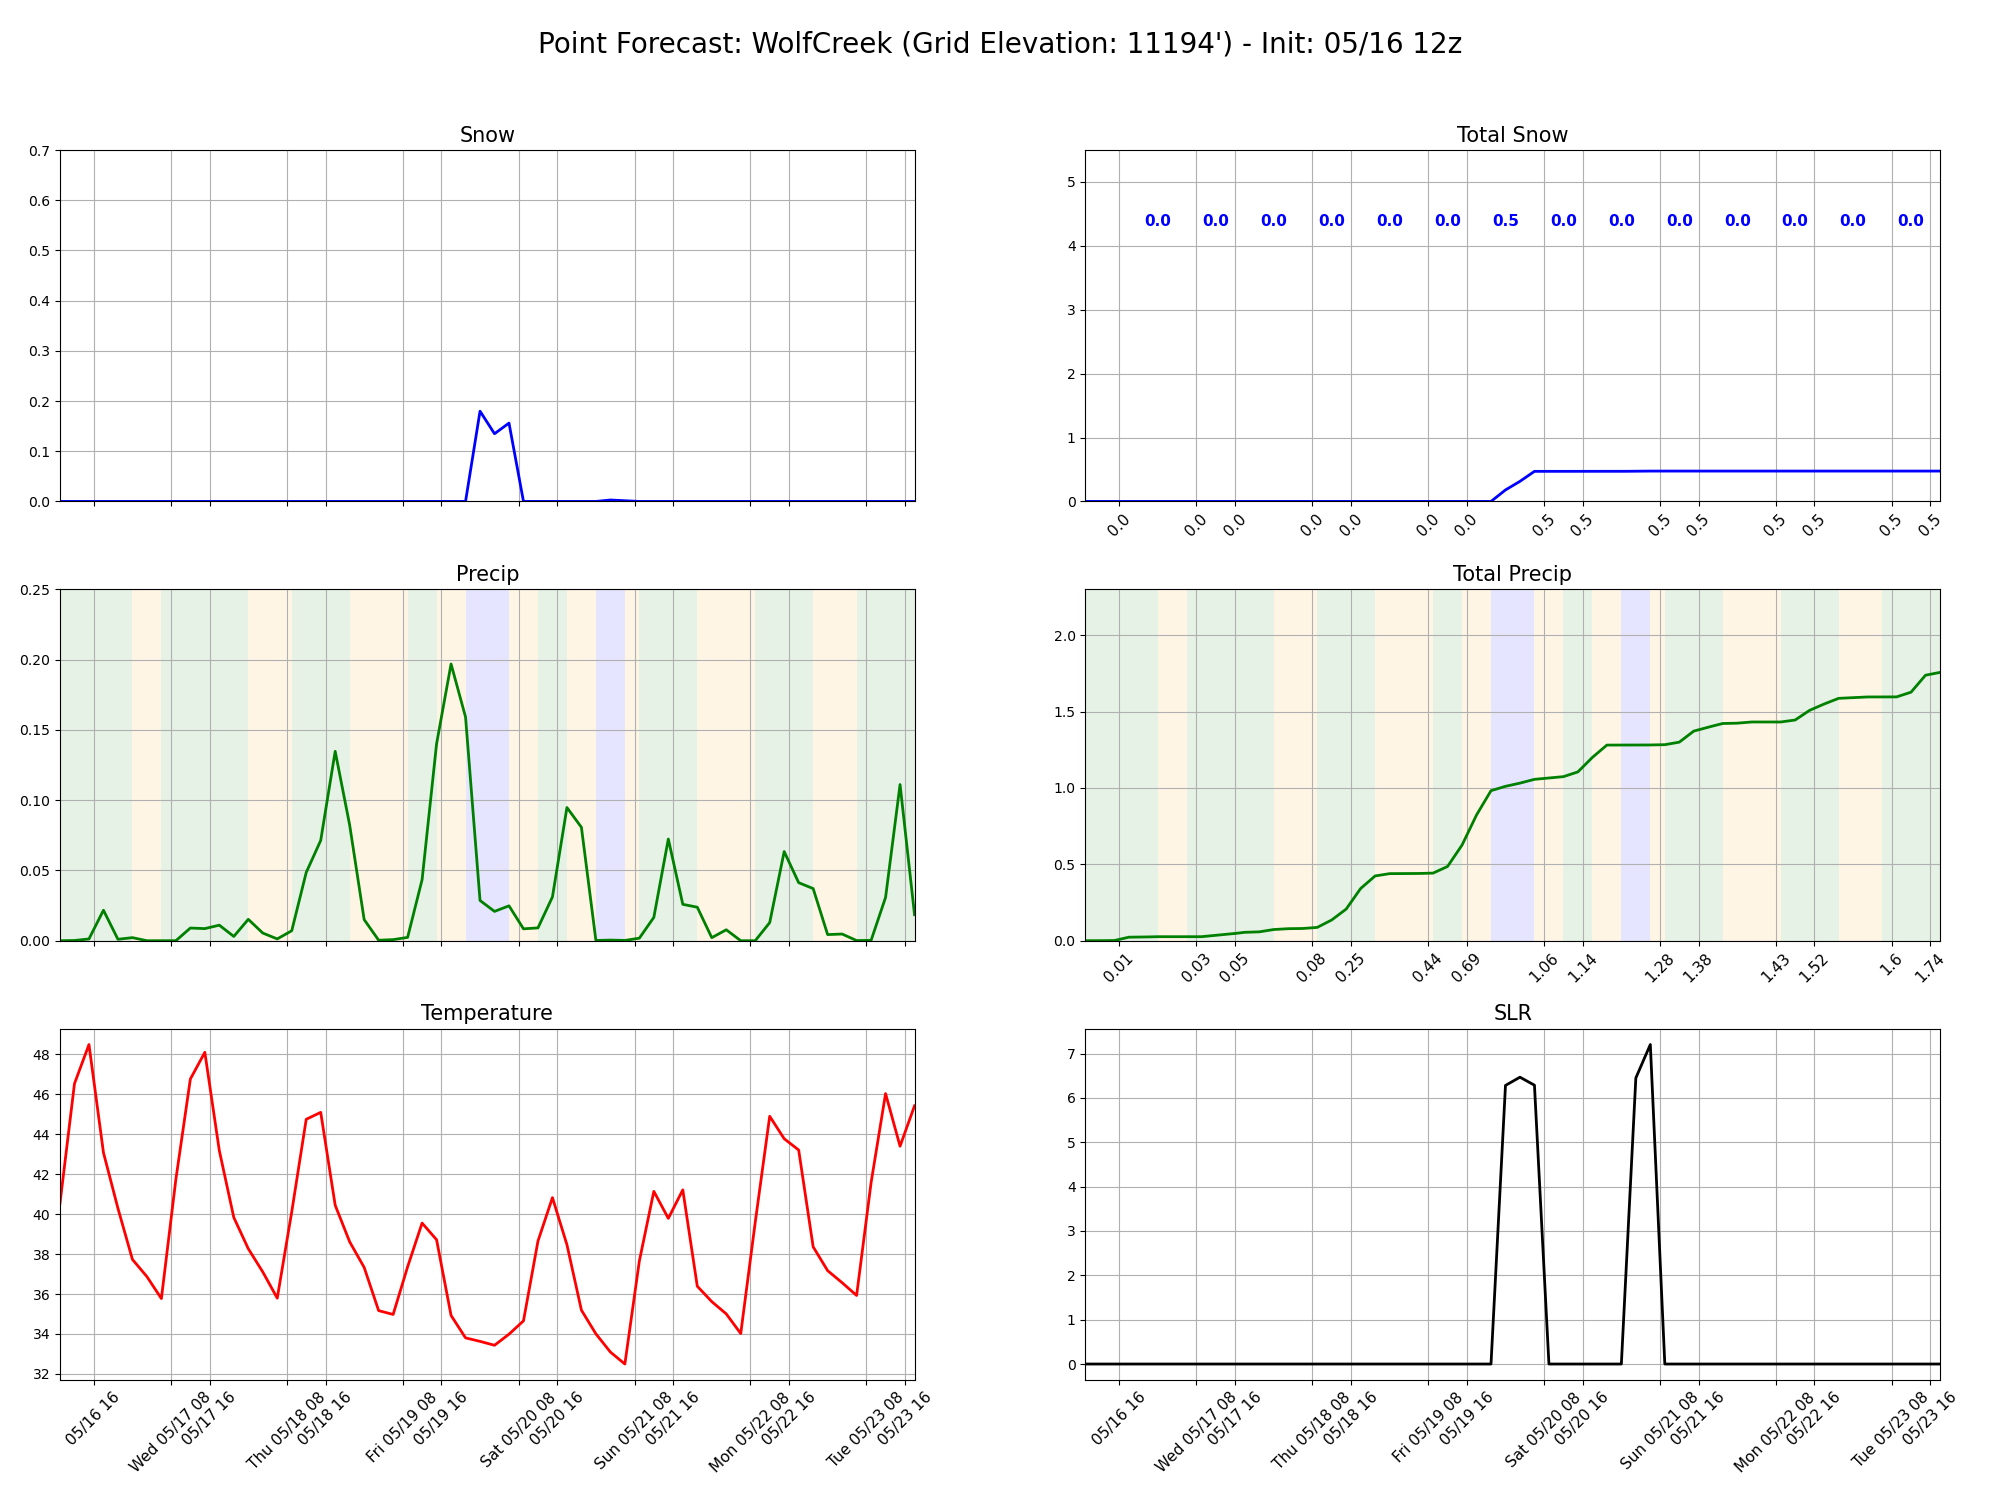 Point Forecast: WolfCreek (Grid Elevation: 11194') - Init: 05/16 12z
Snow
0.7
0.6
0.5
0.4
0.3
0.2
0.1
0.0
Total Snow
5
4
3
2
1
0
0.0 0.0 0.0 0.0 0.0 0.0 0.5 0.0 0.0 0.0 0.0 0.0 0.0 0.0
0.0 0.0 0.0 0.0 0.0 0.0 0.0 0.5 0.5 0.5 0.5 0.5 0.5 0.5 0.5
Precip
0.25
0.20
0.15
0.10
0.05
0.00
Total Precip
2.0
1.5
1.0
0.5
0.0
0.01 0.03 0.05 0.08 0.25 0.44 0.69 1.06 1.14 1.28 1.38 1.43 1.52 1.6 1.74
Temperature
48
46
44
42
40
38
36
34
32
05/16 16
Wed 05/17 08
05/17 16
Thu 05/18 08
05/18 16
Fri 05/19 08
05/19 16
Sat 05/20 08
05/20 16
Sun 05/21 08
05/21 16
Mon 05/22 08
05/22 16
Tue 05/23 08
05/23 16
SLR
7
6
5
4
3
2
1
0
05/16 16
Wed 05/17 08
05/17 16
Thu 05/18 08
05/18 16
Fri 05/19 08
05/19 16
Sat 05/20 08
05/20 16
Sun 05/21 08
05/21 16
Mon 05/22 08
05/22 16
Tue 05/23 08
05/23 16